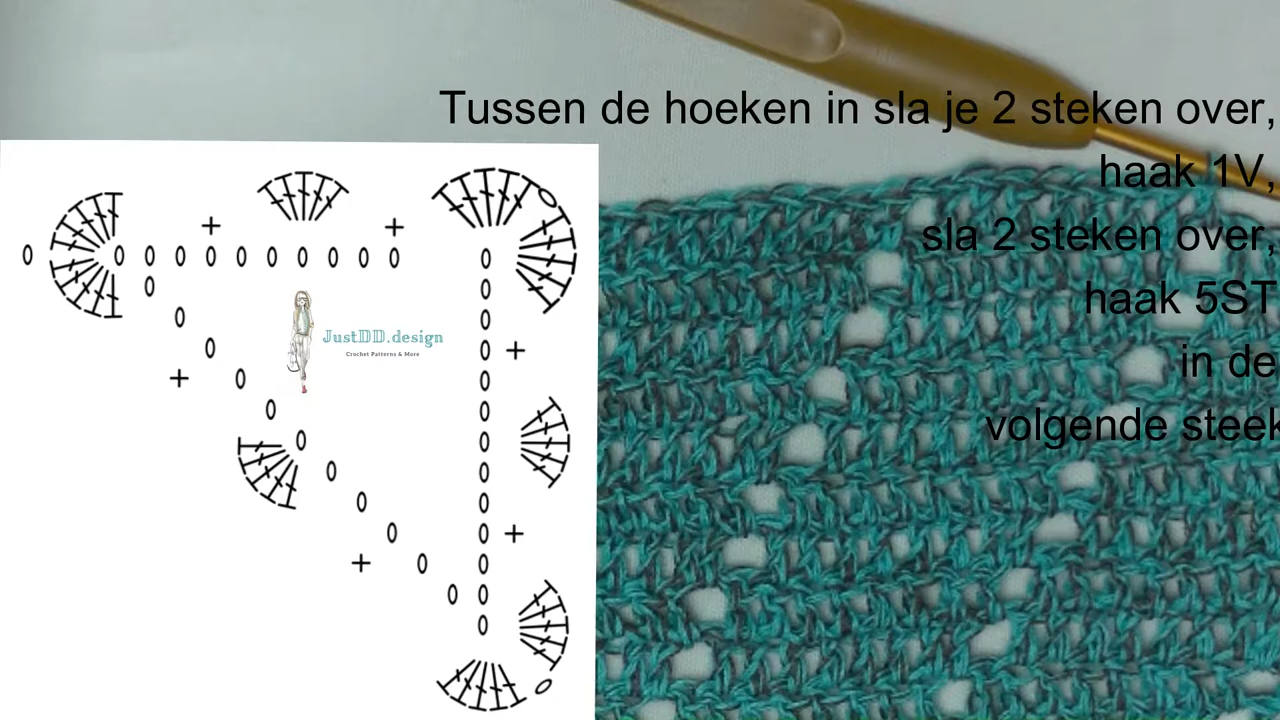 Tussen de hoeken in sla je 2 steken over,
haak 1V,
sla 2 steken over,
haak 5ST
in de
volgende steek
JustDD.design
Crochet Patterns & More